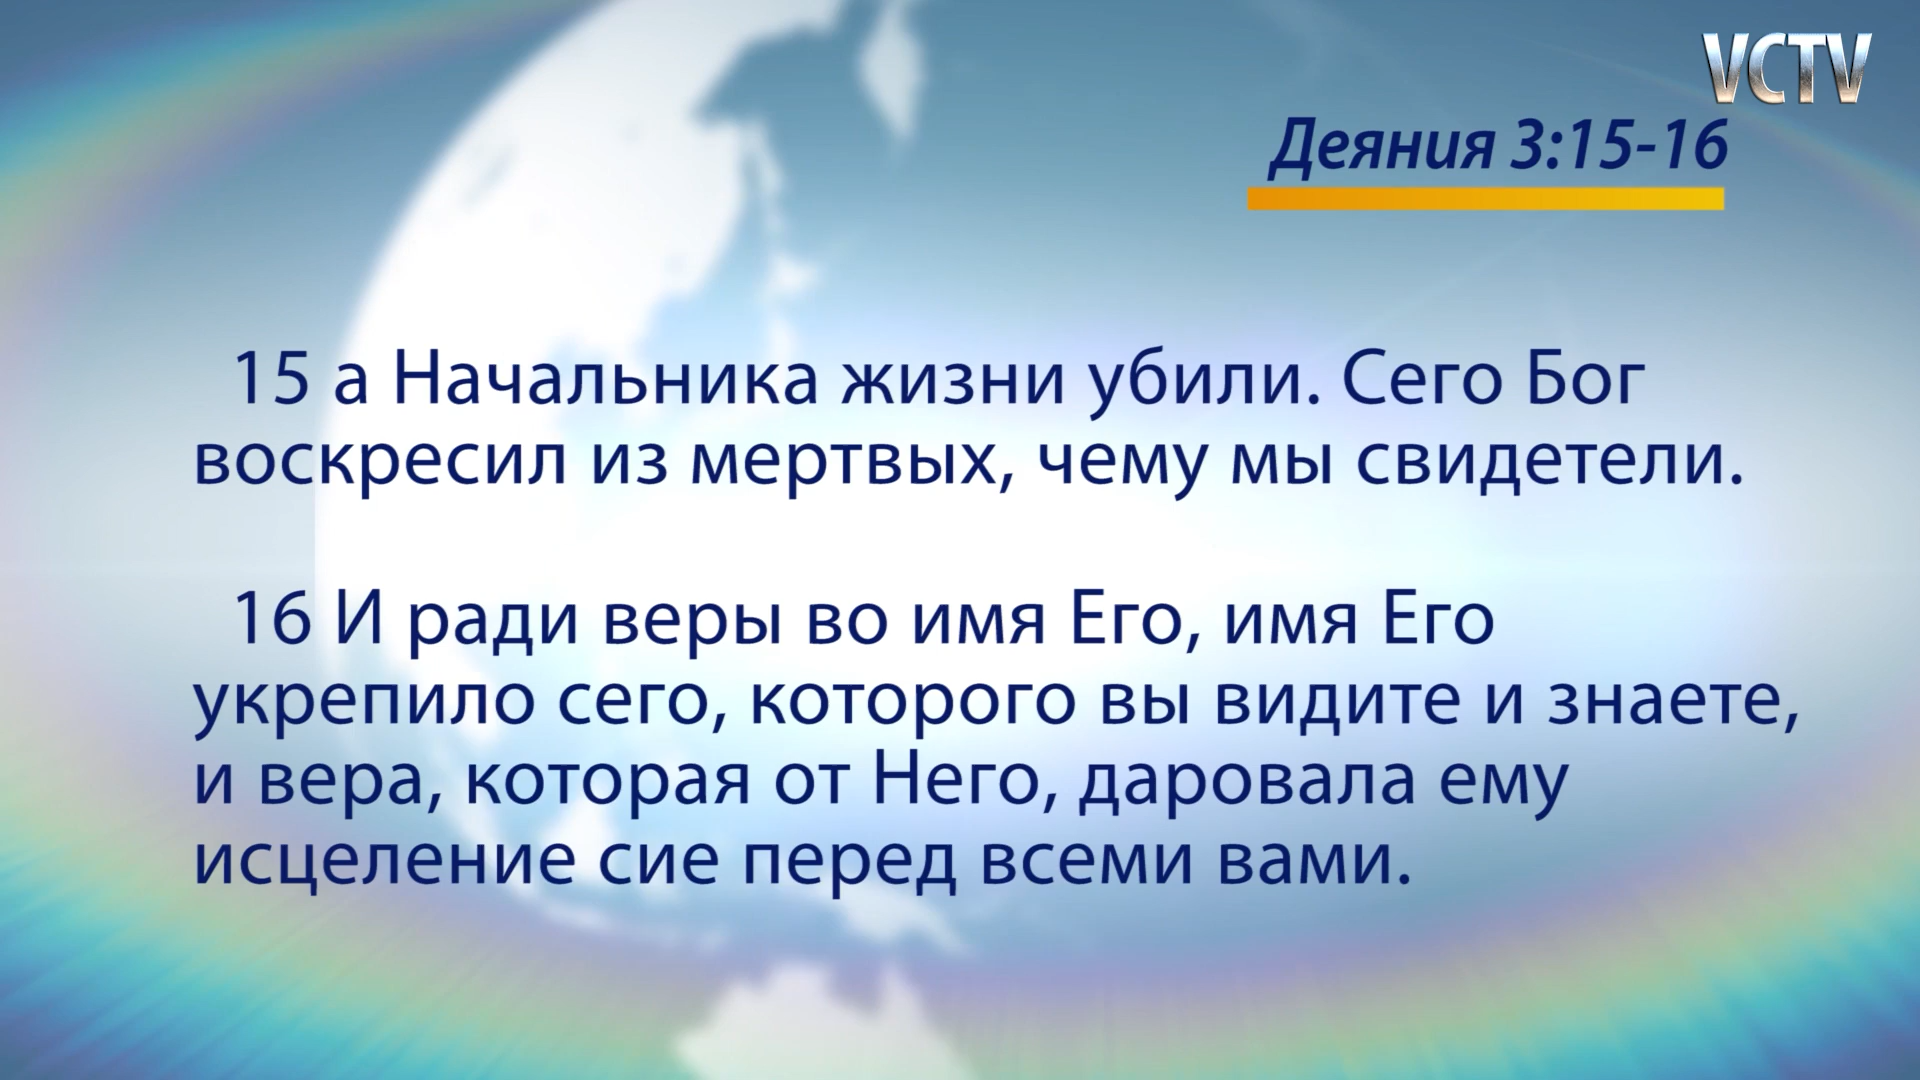 VCTV
Деяния 3:15-16
15 а Начальника жизни убили. Сего Бог
воскресил из мертвых, чему мы свидетели.
16 И ради веры во имя Его, имя Его
укрепило сего, которого вы видите и знаете,
и вера, которая от Него, даровала ему
исцеление сие перед всеми вами.